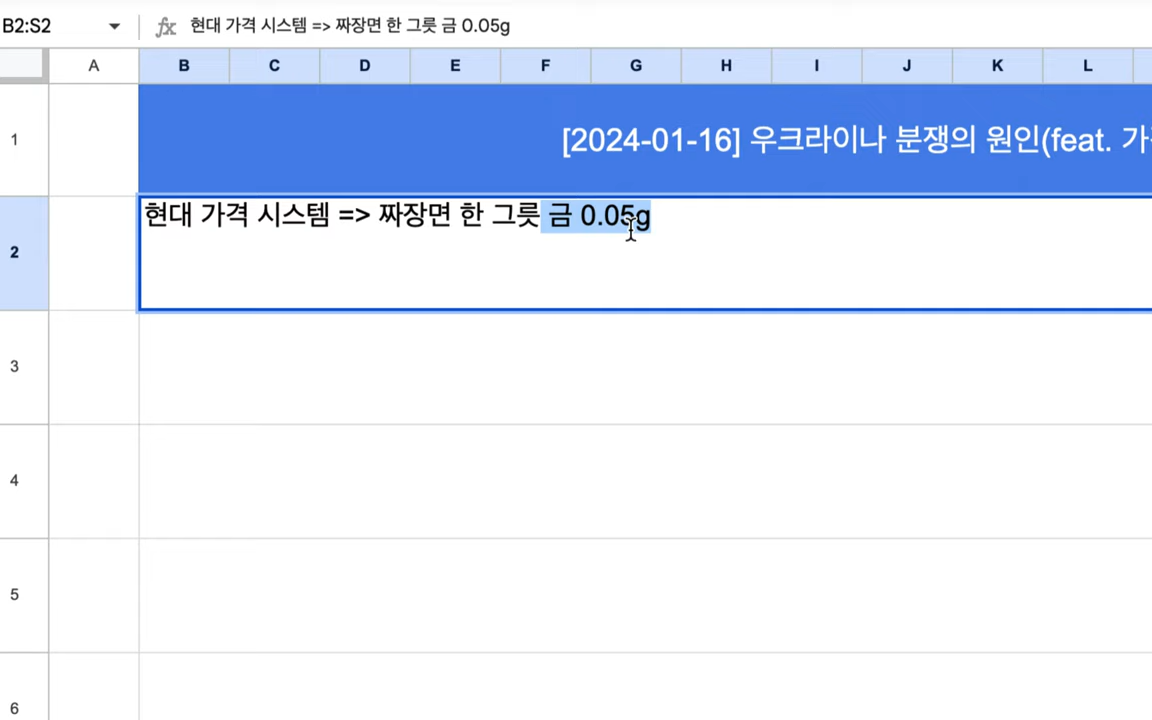 B2:S2
fx 현대 가격 시스템 => 짜장면 한 그릇 금 0.05g
A B C D E F G H I J K L
1 [2024-01-16] 우크라이나 분쟁의 원인(feat. 가
2 현대 가격 시스템 => 짜장면 한 그릇 금 0.05g
3
4
5
6